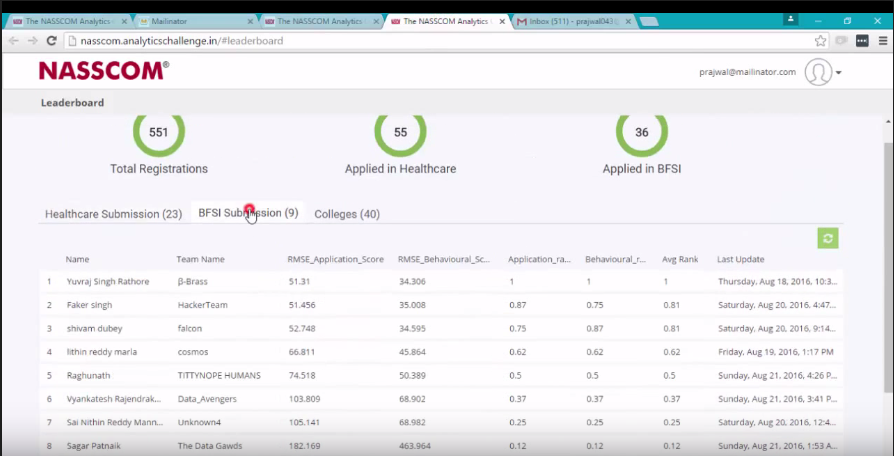 The NASSCOM Analytics
Mailinator
The NASSCOM Analytics
The NASSCOM Analytics
Inbox (511) - prajwal043
nasscom.analyticschallenge.in/#leaderboard
NASSCOM®
prajwal@mailinator.com
Leaderboard
551 55 36
Total Registrations Applied in Healthcare Applied in BFSI
Healthcare Submission (23) BFSI Submission (9) Colleges (40)
Name Team Name RMSE_Application_Score RMSE_Behavioural_Sc... Application_ra... Behavioural_r... Avg Rank Last Update
1 Yuvraj Singh Rathore β-Brass 51.31 34.306 1 1 1 Thursday, Aug 18, 2016, 10:3...
2 Faker singh HackerTeam 51.456 35.008 0.87 0.75 0.81 Saturday, Aug 20, 2016, 4:47...
3 shivam dubey falcon 52.748 34.595 0.75 0.87 0.81 Saturday, Aug 20, 2016, 9:14...
4 lithin reddy marla cosmos 66.811 45.864 0.62 0.62 0.62 Friday, Aug 19, 2016, 1:17 PM
5 Raghunath TITTYNOPE HUMANS 74.518 50.389 0.5 0.5 0.5 Sunday, Aug 21, 2016, 4:26 P...
6 Vyankatesh Rajendrak... Data_Avengers 103.809 68.902 0.37 0.37 0.37 Sunday, Aug 21, 2016, 3:41 P...
7 Sai Nithin Reddy Mann... Unknown4 105.141 68.982 0.25 0.25 0.25 Saturday, Aug 20, 2016, 12:4...
8 Sagar Patnaik The Data Gawds 182.169 463.964 0.12 0.12 0.12 Sunday, Aug 21, 2016, 1:53 A...